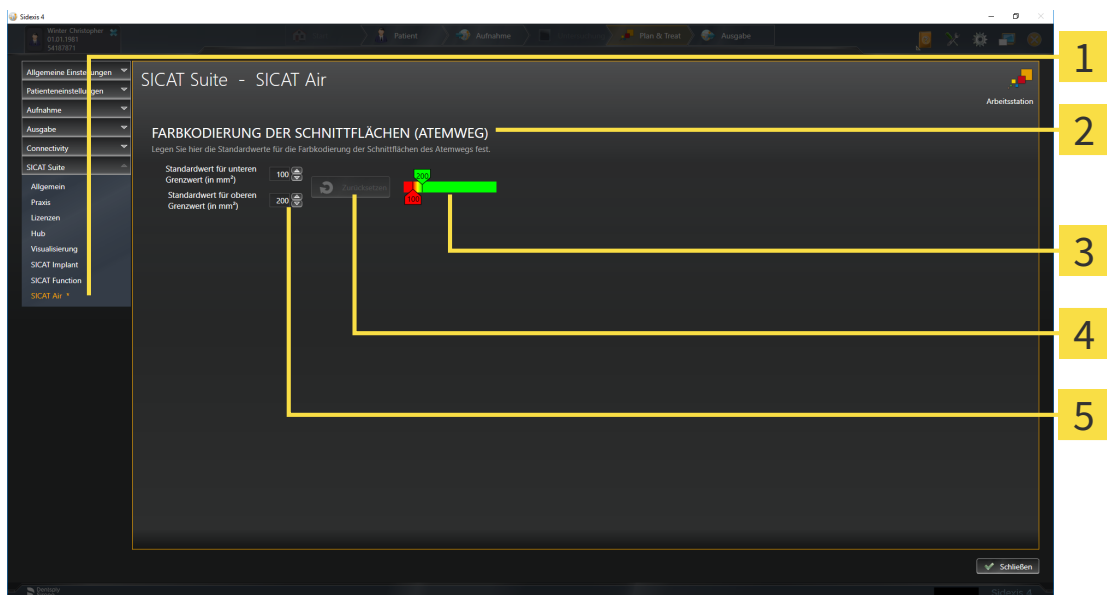 Sidexis 4
Winter Christopher
01.01.1981
54187871
Patient
Aufnahme
Plan & Treat
Ausgabe
Allgemeine Einstellungen
Patienteneinstellungen
Aufnahme
Ausgabe
Connectivity
SICAT Suite
Allgemein
Praxis
Lizenzen
Hub
Visualisierung
SICAT Implant
SICAT Function
SICAT Air *
SICAT Suite - SICAT Air
Arbeitsstation
FARBKODIERUNG DER SCHNITTFLÄCHEN (ATEMWEG)
Legen Sie hier die Standardwerte für die Farbkodierung der Schnittflächen des Atemwegs fest.
Standardwert für unteren
Grenzwert (in mm²)
100
Standardwert für oberen
Grenzwert (in mm²)
200
Zurücksetzen
200
100
Schließen
Dentsply
Sidexis 4
1
2
3
4
5